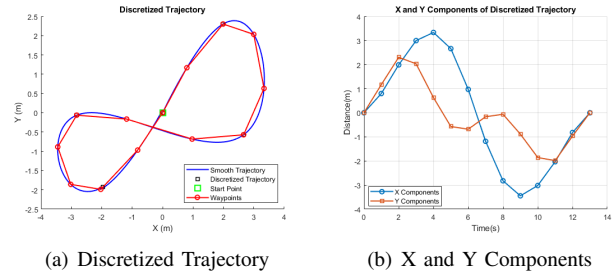 Discretized Trajectory
2.5
2
1.5
1
0.5
0
-0.5
-1
-1.5
-2
-2.5
Y (m)
-4 -3 -2 -1 0 1 2 3 4
X (m)
Smooth Trajectory
Discretized Trajectory
Start Point
Waypoints
(a) Discretized Trajectory
X and Y Components of Discretized Trajectory
4
3
2
1
0
-1
-2
-3
-4
Distance(m)
0 2 4 6 8 10 12 14
Time(s)
X Components
Y Components
(b) X and Y Components